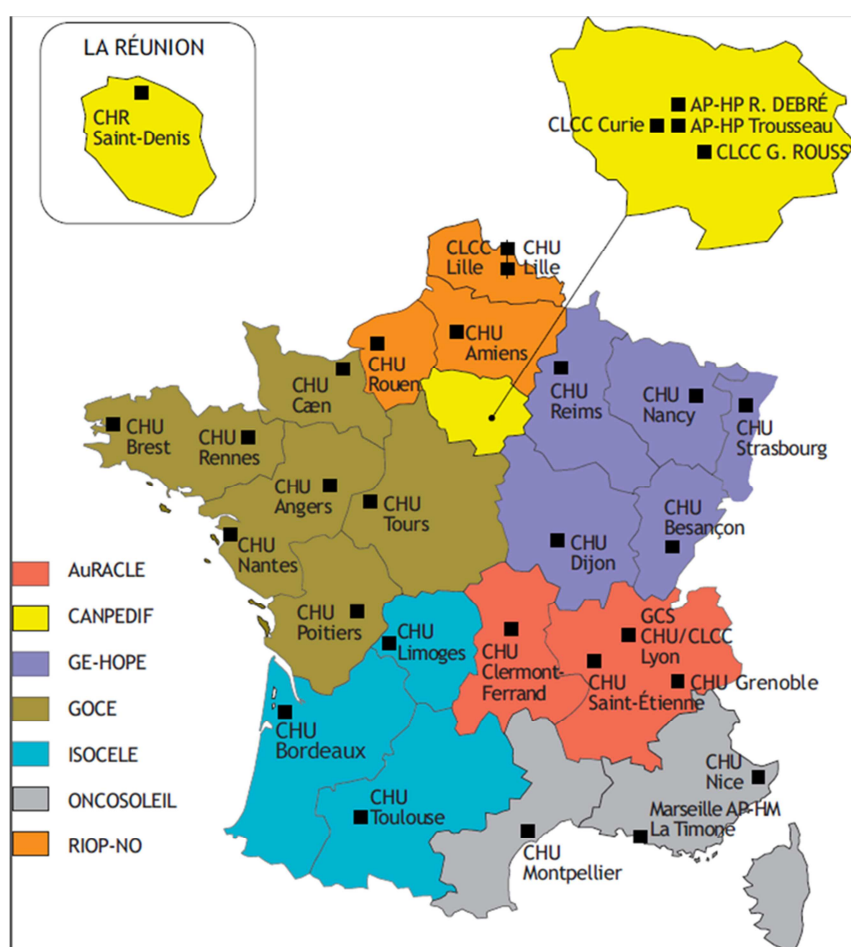 LA RÉUNION
CHR
Saint-Denis
AP-HP R. DEBRÉ
CLCC Curie
AP-HP Trousseau
CLCC G. ROUSS
CLCC
Lille
CHU
Lille
CHU
Amiens
CHU
Rouen
CHU
Cæn
CHU
Reims
CHU
Nancy
CHU
Strasbourg
CHU
Brest
CHU
Rennes
CHU
Angers
CHU
Tours
CHU
Besançon
CHU
Dijon
CHU
Nantes
CHU
Poitiers
CHU
Limoges
CHU
Clermont-
Ferrand
GCS
CHU/CLCC
Lyon
CHU
Saint-Étienne
CHU Grenoble
CHU
Bordeaux
CHU
Toulouse
CHU
Nice
Marseille AP-HM
La Timone
CHU
Montpellier
AuRACLE
CANPEDIF
GE-HOPE
GOCE
ISOCELE
ONCOSOLEIL
RIOP-NO